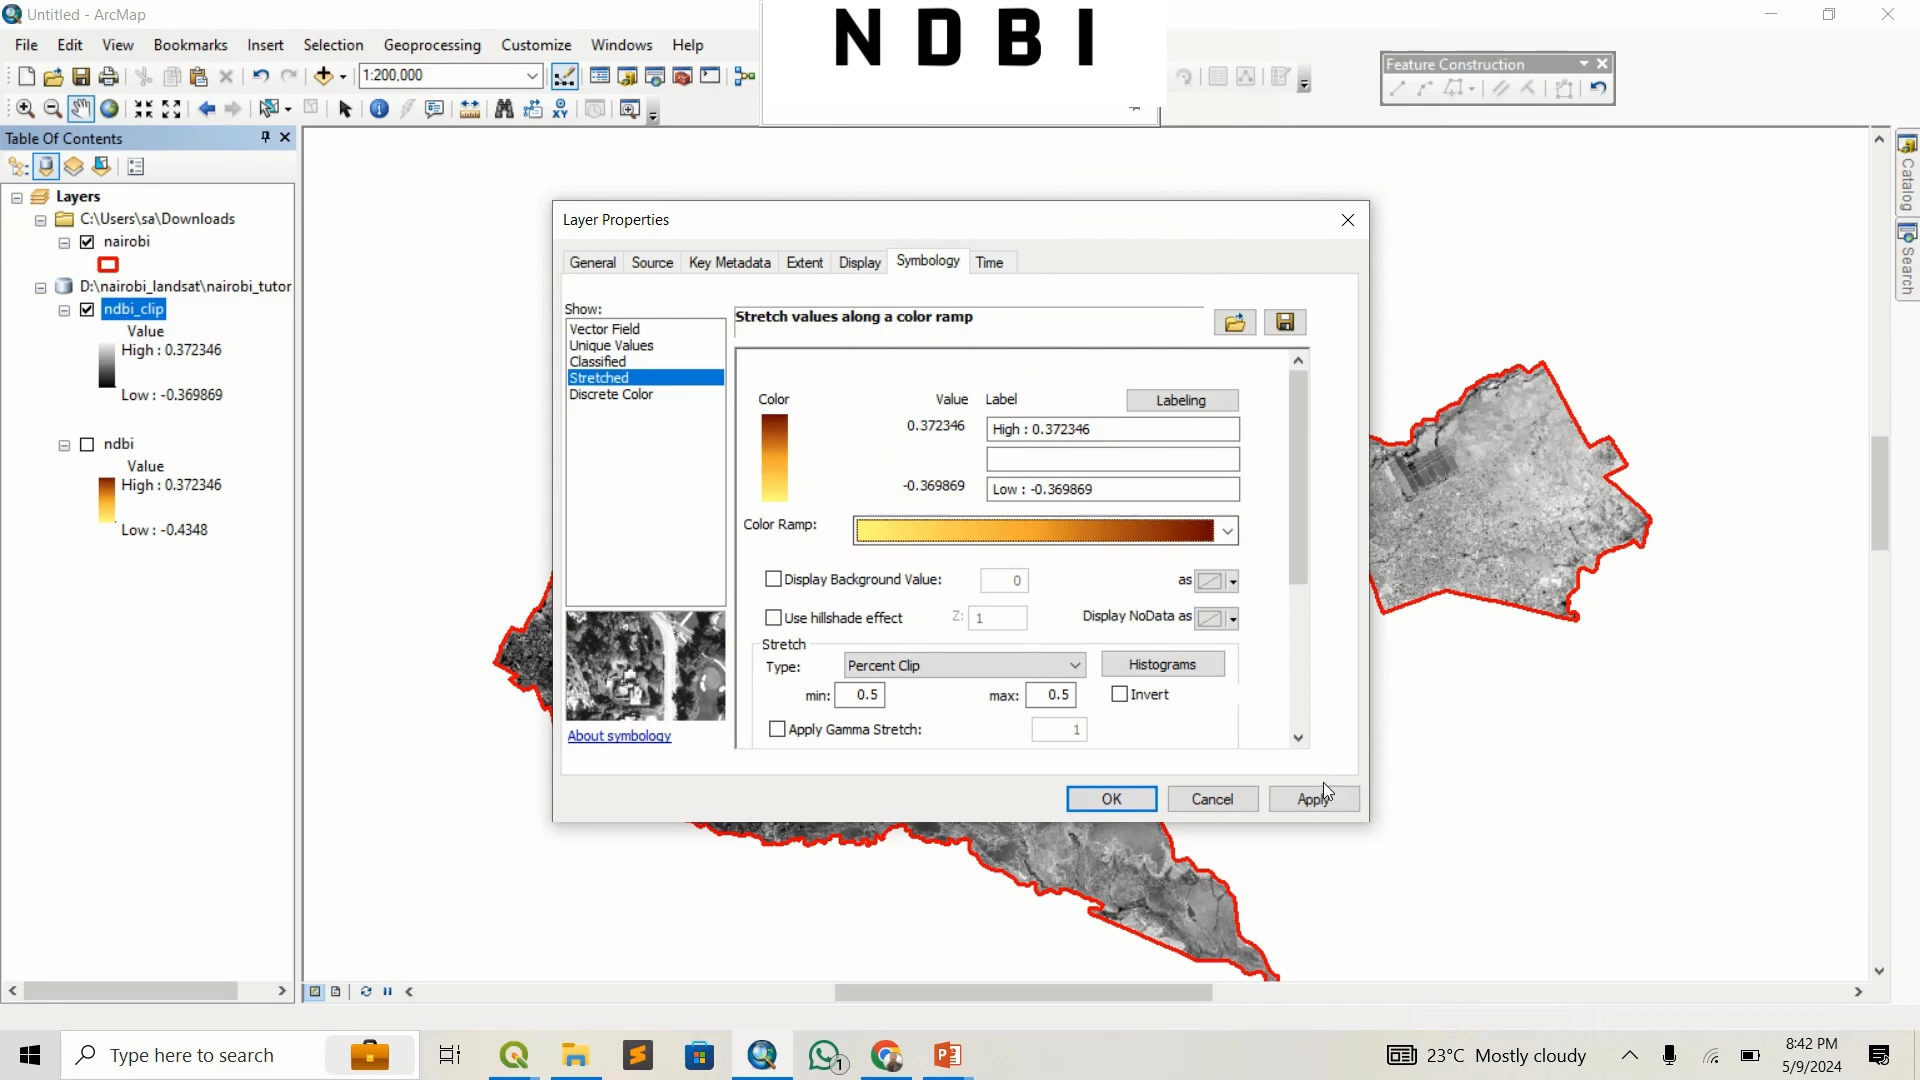 Untitled - ArcMap
N D B I
File Edit View Bookmarks Insert Selection Geoprocessing Customize Windows Help
1:200,000
Feature Construction
Table Of Contents
Layers
C:\Users\sa\Downloads
nairobi
D:\nairobi_landsat\nairobi_tutor
ndbi_clip
Value
High : 0.372346
Low : -0.369869
ndbi
Value
High : 0.372346
Low : -0.4348
Layer Properties
General Source Key Metadata Extent Display Symbology Time
Show:
Vector Field
Unique Values
Classified
Stretched
Discrete Color
About symbology
Stretch values along a color ramp
Color Value Label Labeling
0.372346 High : 0.372346
-0.369869 Low : -0.369869
Color Ramp:
Display Background Value: 0 as
Use hillshade effect Z: 1 Display NoData as
Stretch
Type: Percent Clip Histograms
min: 0.5 max: 0.5 Invert
Apply Gamma Stretch: 1
OK Cancel Apply
Catalog
Search
Type here to search
1
23°C Mostly cloudy
8:42 PM
5/9/2024